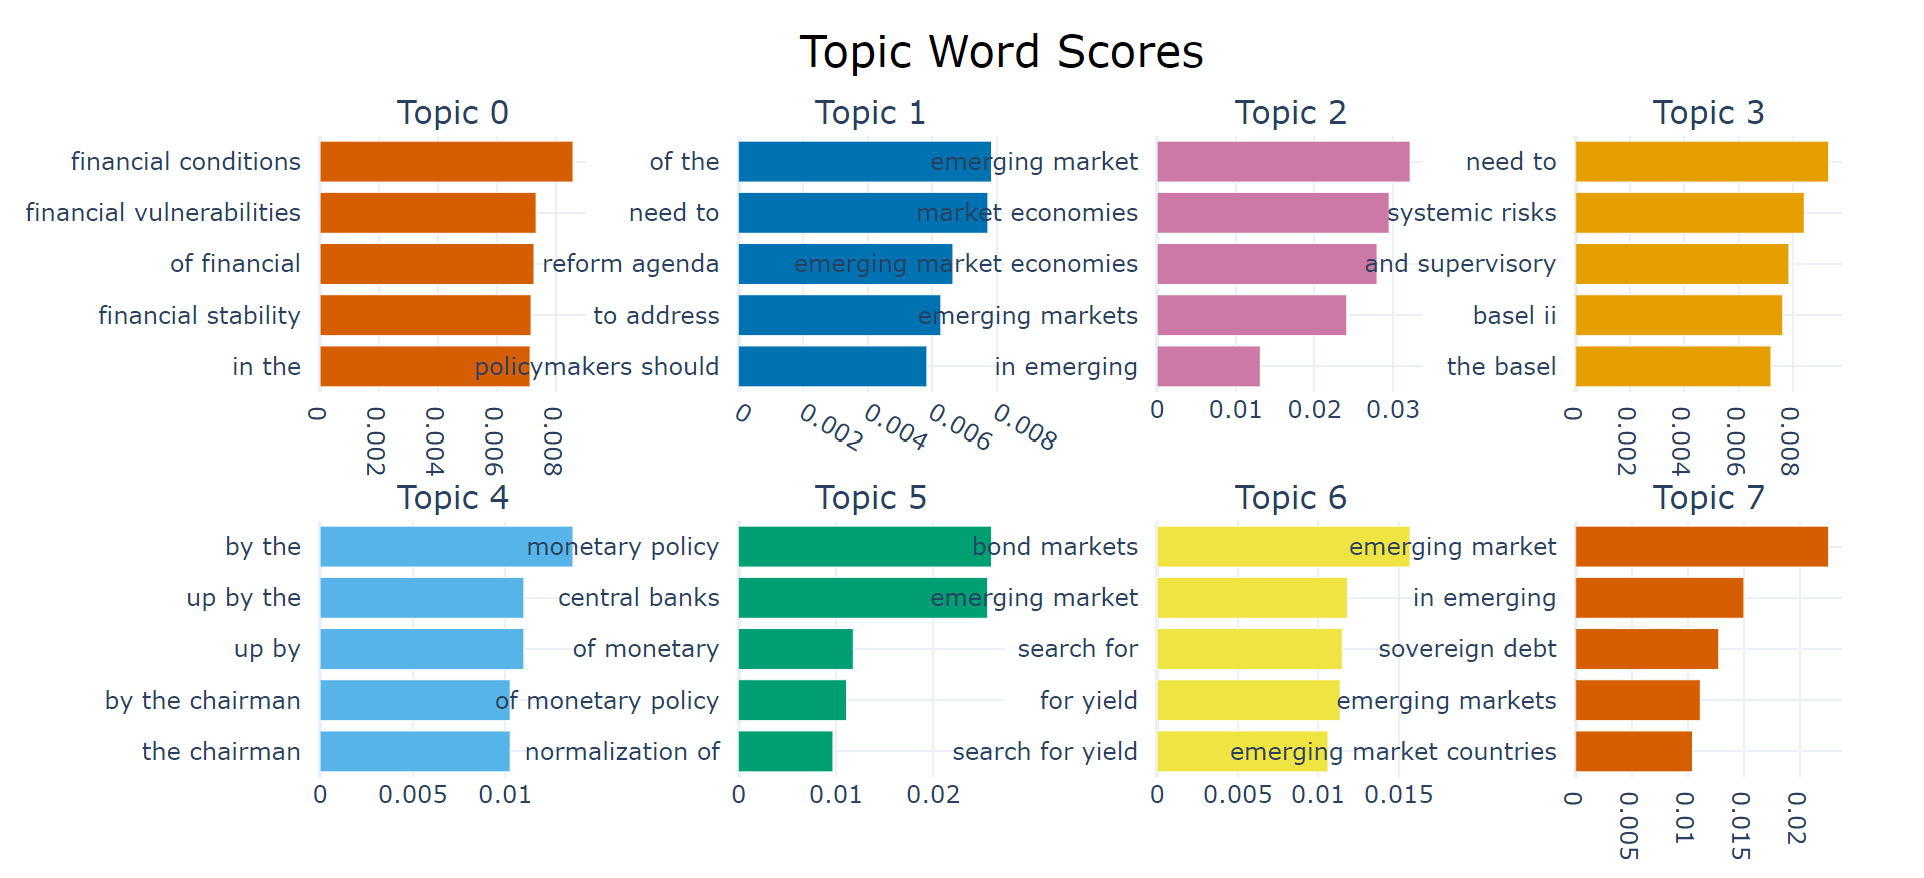 Topic Word Scores
Topic 0
financial conditions
financial vulnerabilities
of financial
financial stability
in the
0
0.002
0.004
0.006
0.008
Topic 1
of the
need to
reform agenda
to address
policymakers should
0
0.002
0.004
0.006
0.008
Topic 2
emerging market
market economies
emerging market economies
emerging markets
in emerging
0
0.01
0.02
0.03
Topic 3
need to
systemic risks
and supervisory
basel ii
the basel
0
0.002
0.004
0.006
0.008
Topic 4
by the
up by the
up by
by the chairman
the chairman
0
0.005
0.01
Topic 5
monetary policy
central banks
of monetary
of monetary policy
normalization of
0
0.01
0.02
Topic 6
bond markets
emerging market
search for
for yield
search for yield
0
0.005
0.01
0.015
Topic 7
emerging market
in emerging
sovereign debt
emerging markets
emerging market countries
0
0.005
0.01
0.015
0.02